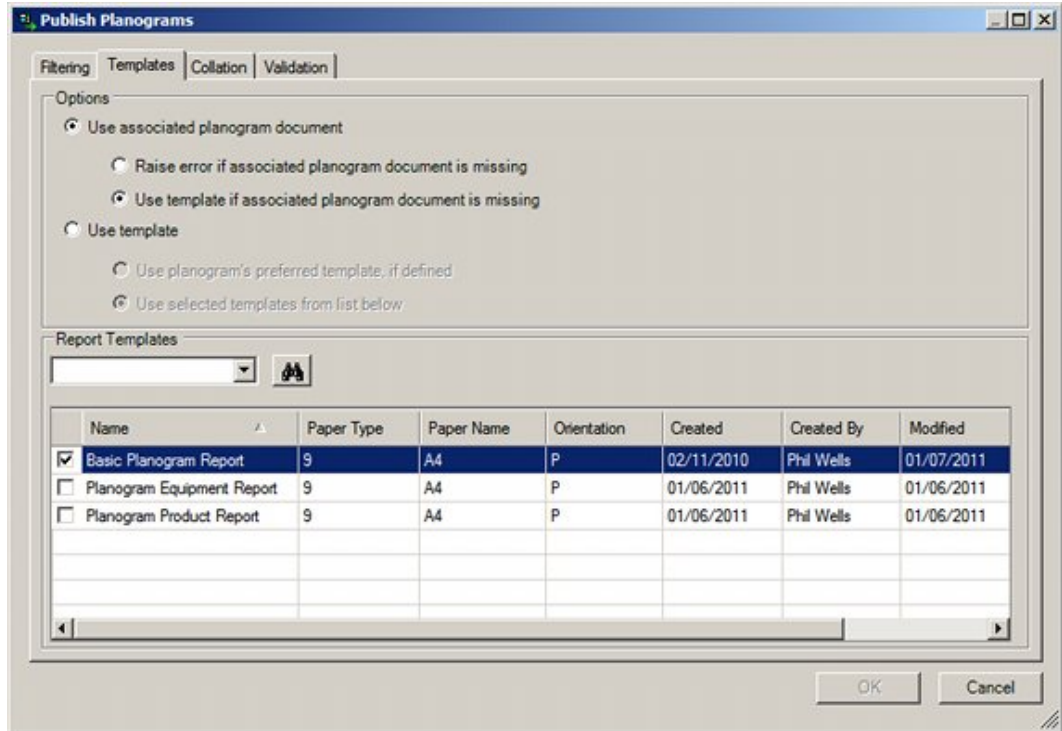 Publish Planograms
Filtering Templates Collation Validation
Options
Use associated planogram document
Raise error if associated planogram document is missing
Use template if associated planogram document is missing
Use template
Use planogram's preferred template, if defined
Use selected templates from list below
Report Templates
Name Paper Type Paper Name Orientation Created Created By Modified
Basic Planogram Report 9 A4 P 02/11/2010 Phil Wells 01/07/2011
Planogram Equipment Report 9 A4 P 01/06/2011 Phil Wells 01/06/2011
Planogram Product Report 9 A4 P 01/06/2011 Phil Wells 01/06/2011
OK Cancel